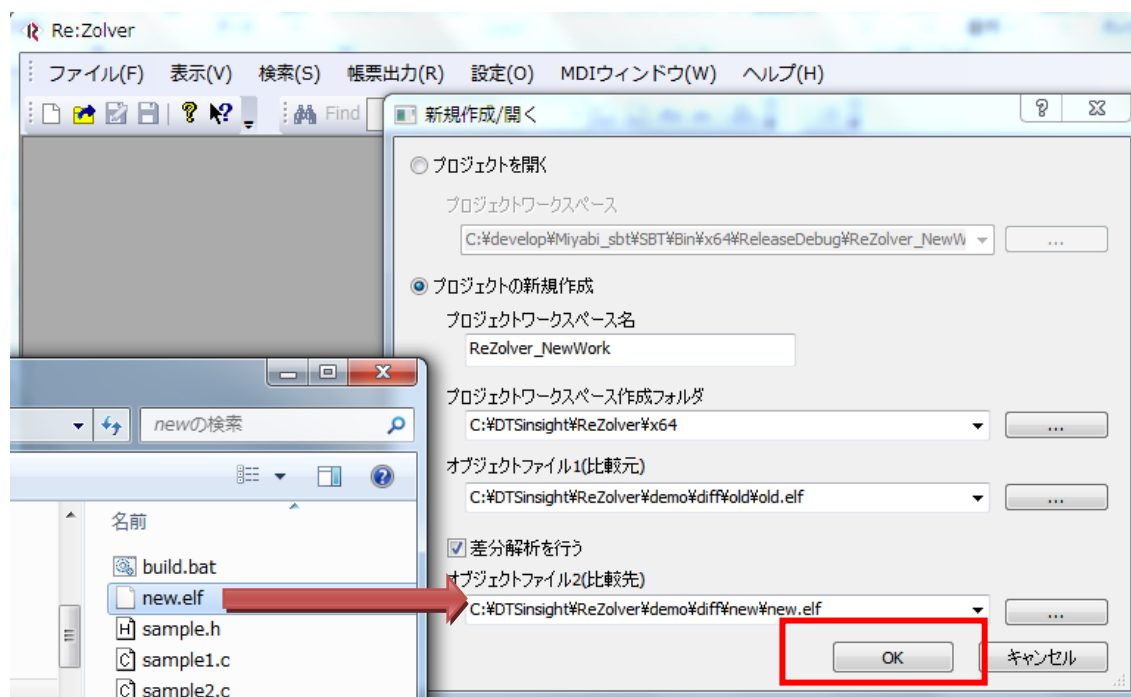 Re:Zolver
ファイル(F) 表示(V) 検索(S) 帳票出力(R) 設定(O) MDIウィンドウ(W) ヘルプ(H)
Find
新規作成/開く
プロジェクトを開く
プロジェクトワークスペース
C:¥develop¥Miyabi_sbt¥SBT¥Bin¥x64¥ReleaseDebug¥ReZolver_NewW
...
プロジェクトの新規作成
プロジェクトワークスペース名
ReZolver_NewWork
プロジェクトワークスペース作成フォルダ
C:¥DTSinsight¥ReZolver¥x64
...
オブジェクトファイル1(比較元)
C:¥DTSinsight¥ReZolver¥demo¥diff¥old¥old.elf
...
差分解析を行う
オブジェクトファイル2(比較先)
C:¥DTSinsight¥ReZolver¥demo¥diff¥new¥new.elf
...
OK
キャンセル
newの検索
名前
build.bat
new.elf
sample.h
sample1.c
sample2.c